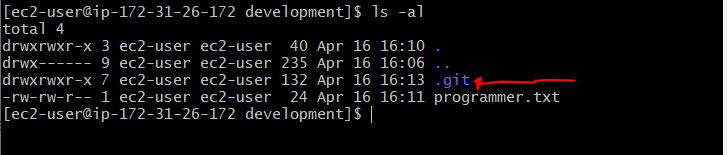 [ec2-user@ip-172-31-26-172 development]$ ls -al
total 4
drwxrwxr-x 3 ec2-user ec2-user  40 Apr 16 16:10 .
drwx------ 9 ec2-user ec2-user 235 Apr 16 16:06 ..
drwxrwxr-x 7 ec2-user ec2-user 132 Apr 16 16:13 .git
-rw-rw-r-- 1 ec2-user ec2-user  24 Apr 16 16:11 programmer.txt
[ec2-user@ip-172-31-26-172 development]$